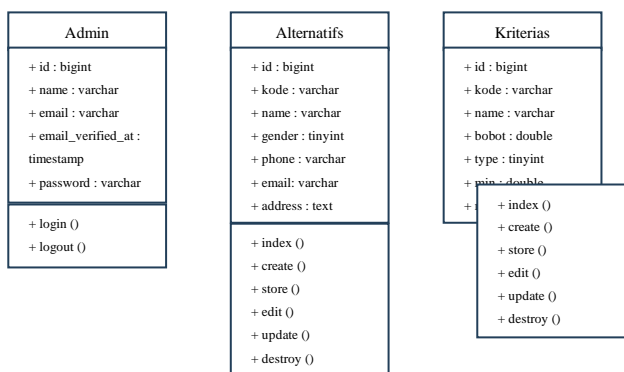 Admin
+ id : bigint
+ name : varchar
+ email : varchar
+ email_verified_at :
timestamp
+ password : varchar
+ login ()
+ logout ()
Alternatifs
+ id : bigint
+ kode : varchar
+ name : varchar
+ gender : tinyint
+ phone : varchar
+ email: varchar
+ address : text
+ index ()
+ create ()
+ store ()
+ edit ()
+ update ()
+ destroy ()
Kriterias
+ id : bigint
+ kode : varchar
+ name : varchar
+ bobot : double
+ type : tinyint
+ min : double
+
+ index ()
+ create ()
+ store ()
+ edit ()
+ update ()
+ destroy ()